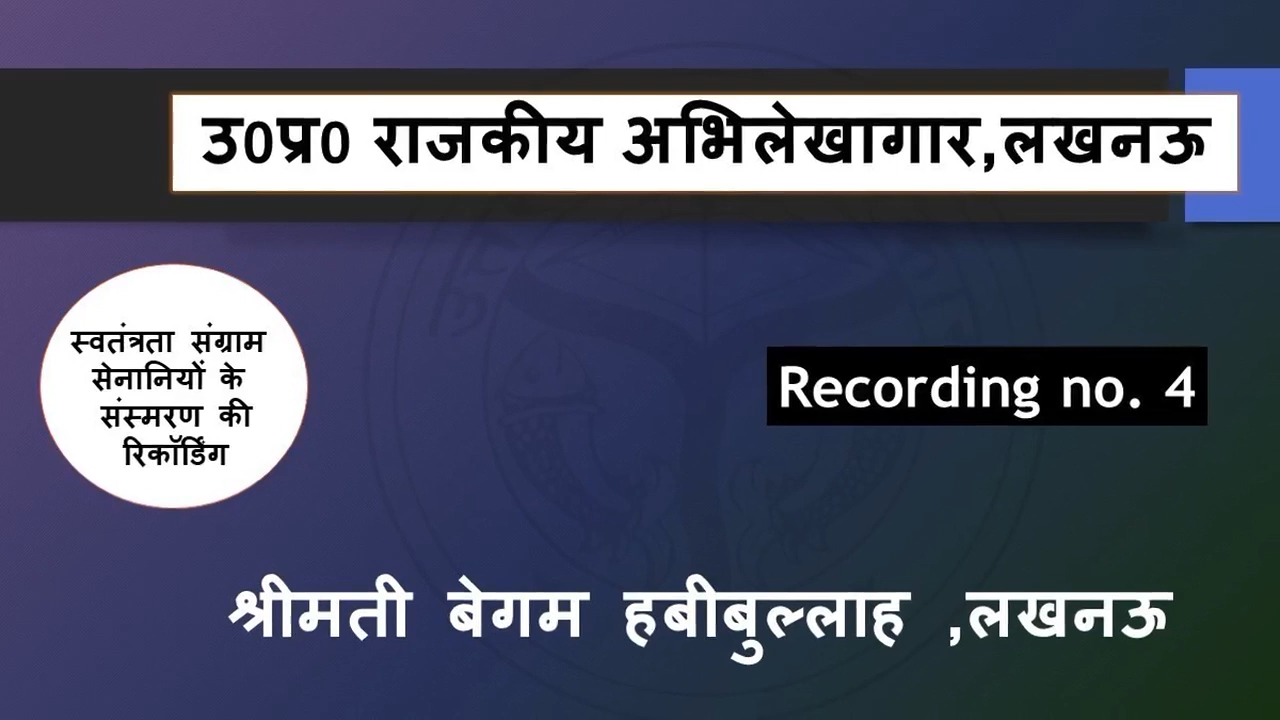 उ0प्र0 राजकीय अभिलेखागार,लखनऊ
स्वतंत्रता संग्राम
सेनानियों के
संस्मरण की
रिकॉर्डिंग
Recording no. 4
श्रीमती बेगम हबीबुल्लाह ,लखनऊ